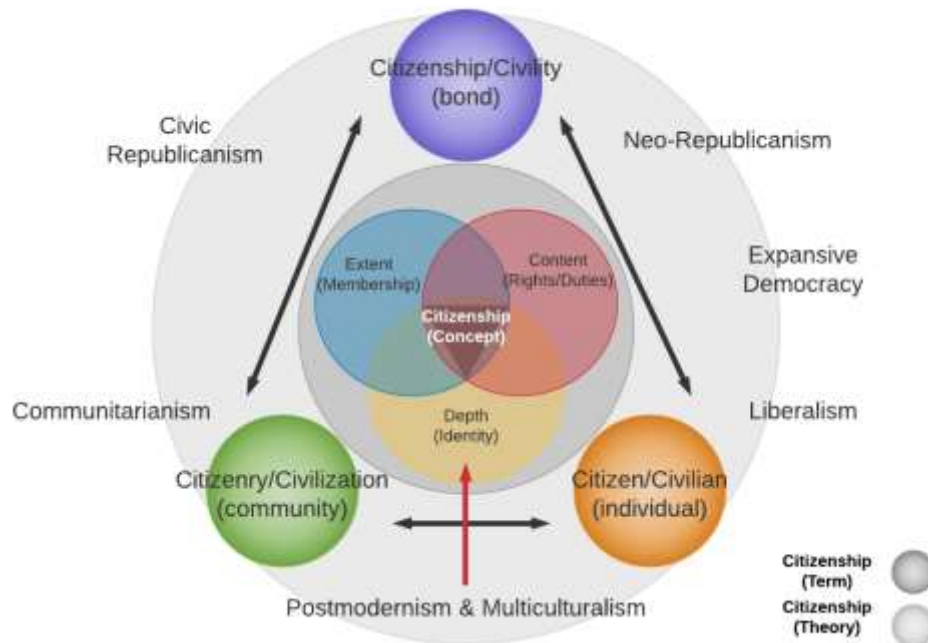 Citizenship/Civility
(bond)
Civic
Republicanism
Neo-Republicanism
Expansive
Democracy
Extent
(Membership)
Content
(Rights/Duties)
Citizenship
(Concept)
Depth
(Identity)
Communitarianism
Liberalism
Citizenry/Civilization
(community)
Citizen/Civilian
(individual)
Postmodernism & Multiculturalism
Citizenship
(Term)
Citizenship
(Theory)